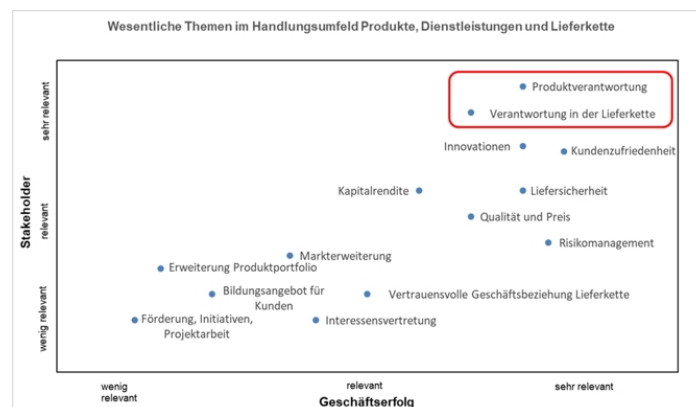 Wesentliche Themen im Handlungsumfeld Produkte, Dienstleistungen und Lieferkette
Produktverantwortung
Verantwortung in der Lieferkette
Innovationen
Kundenzufriedenheit
Kapitalrendite
Liefersicherheit
Qualität und Preis
Risikomanagement
Markterweiterung
Erweiterung Produktportfolio
Bildungsangebot für
Kunden
Vertrauensvolle Geschäftsbeziehung Lieferkette
Förderung, Initiativen,
Projektarbeit
Interessensvertretung
sehr relevant
relevant
wenig relevant
Stakeholder
wenig
relevant
relevant
sehr relevant
Geschäftserfolg